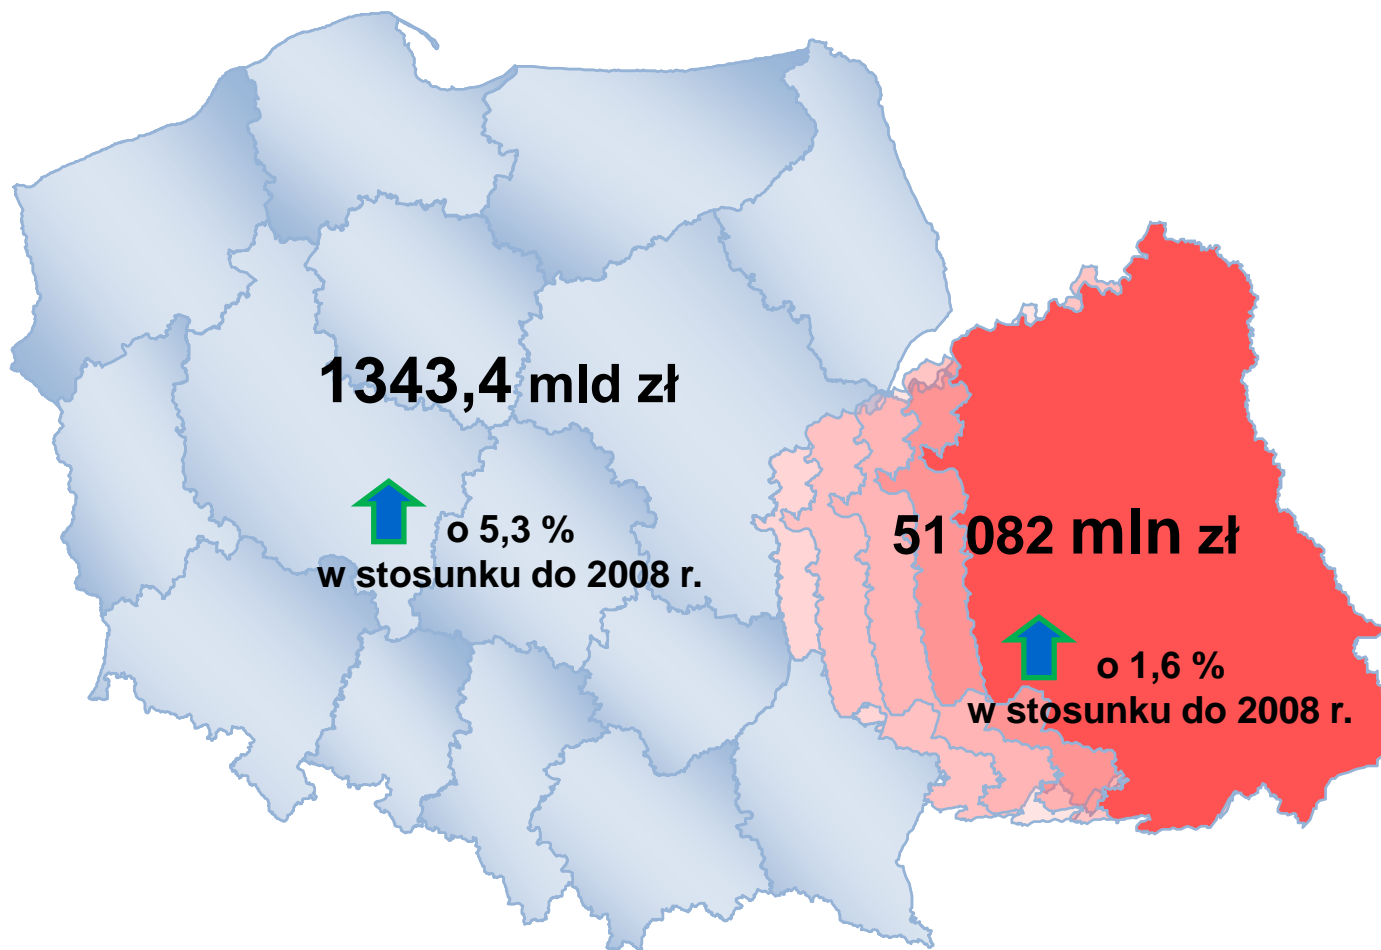 1343,4 mld zł
o 5,3 %
w stosunku do 2008 r.
51 082 mln zł
o 1,6 %
w stosunku do 2008 r.